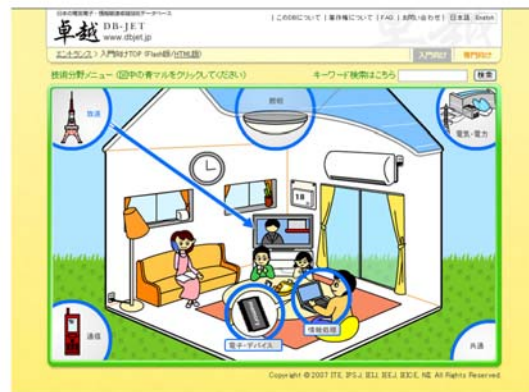 日本の電気電子・情報関連卓越技術データベース
卓越 DB-JET
www.dbjet.jp
| このDBについて | 著作権について | FAQ | お問い合わせ | 日本語 English
エントランス > 入門向けTOP (Flash版/HTML版)
入門向け 専門向け
技術分野メニュー (図中の青マルをクリックしてください)
キーワード検索はこちら 検索
放送
照明
電気・電力
18
通信
電子・デバイス
情報処理
共通
Copyright © 2007 ITE, IPSJ, IEIJ, IEEJ, IEICE, NII. All Rights Reserved.